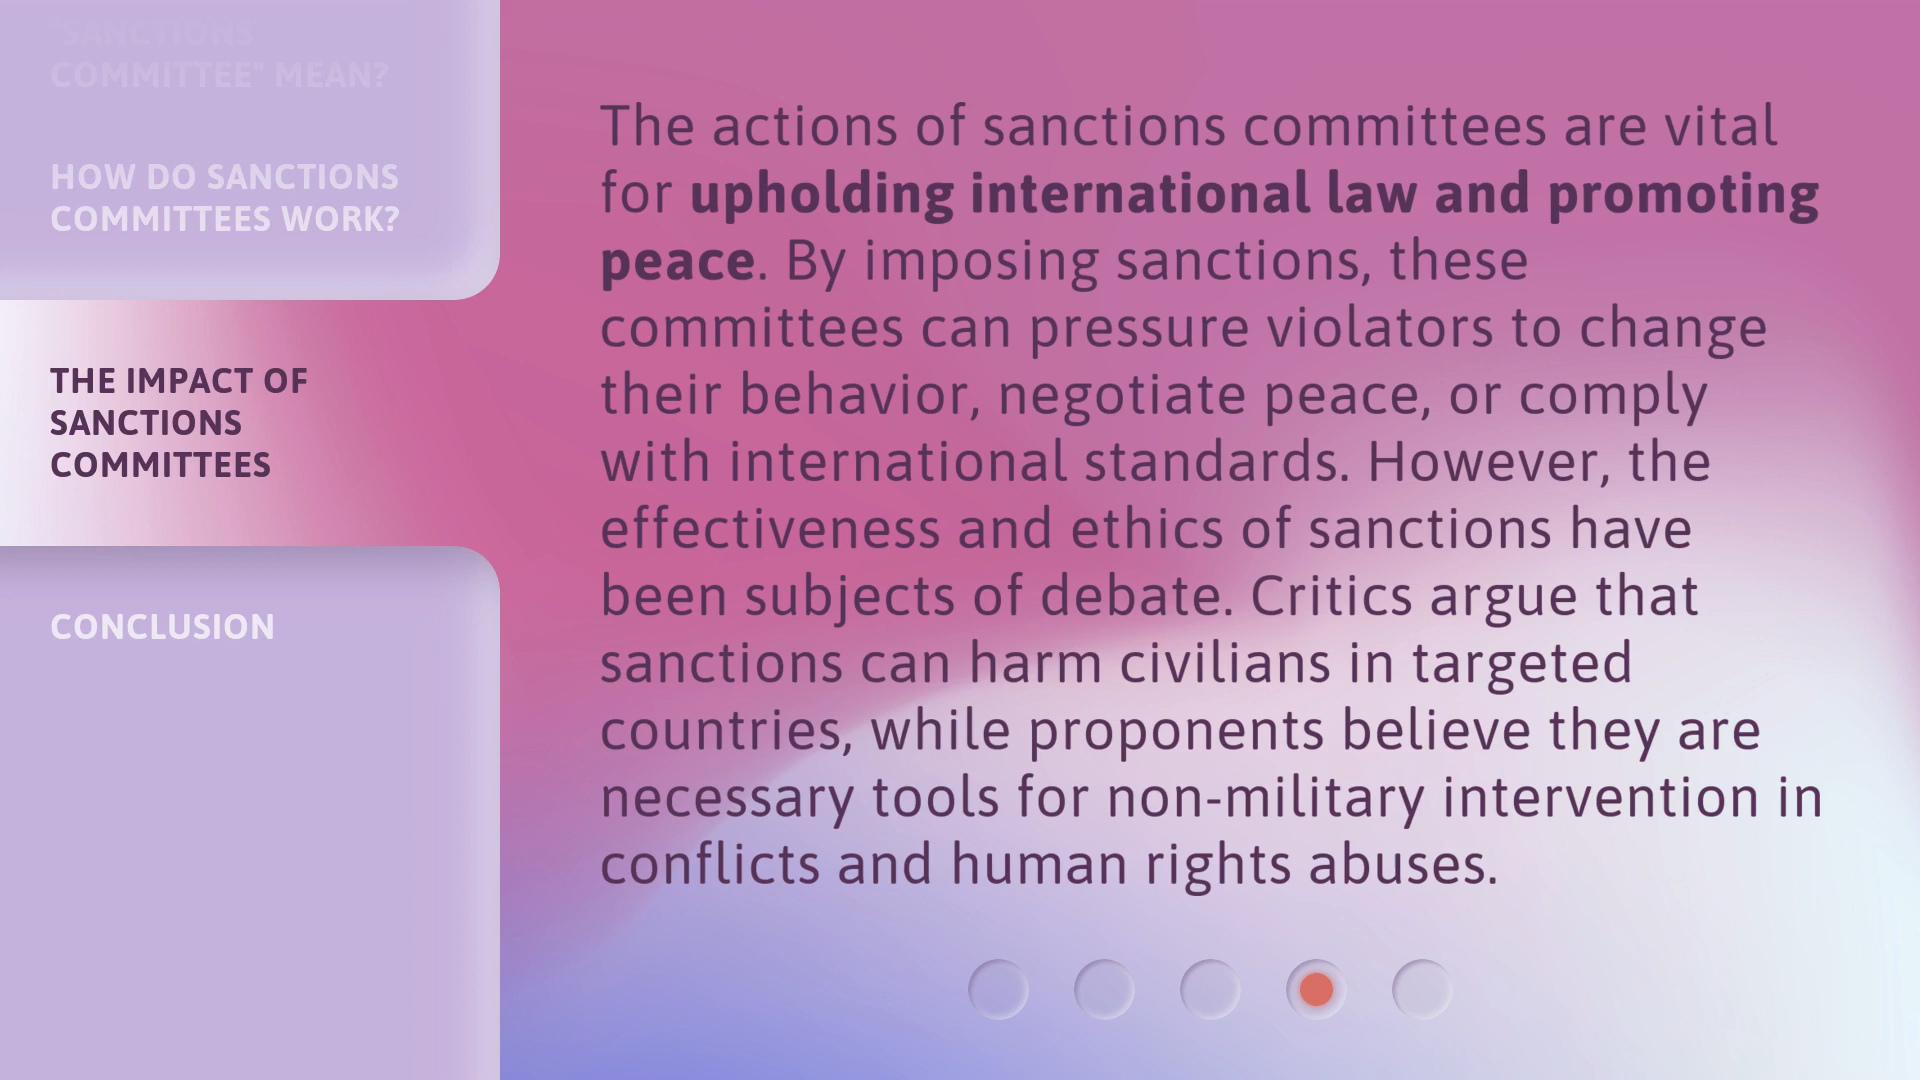 "SANCTIONS
COMMITTEE" MEAN?
HOW DO SANCTIONS
COMMITTEES WORK?
THE IMPACT OF
SANCTIONS
COMMITTEES
CONCLUSION
The actions of sanctions committees are vital
for upholding international law and promoting
peace. By imposing sanctions, these
committees can pressure violators to change
their behavior, negotiate peace, or comply
with international standards. However, the
effectiveness and ethics of sanctions have
been subjects of debate. Critics argue that
sanctions can harm civilians in targeted
countries, while proponents believe they are
necessary tools for non-military intervention in
conflicts and human rights abuses.